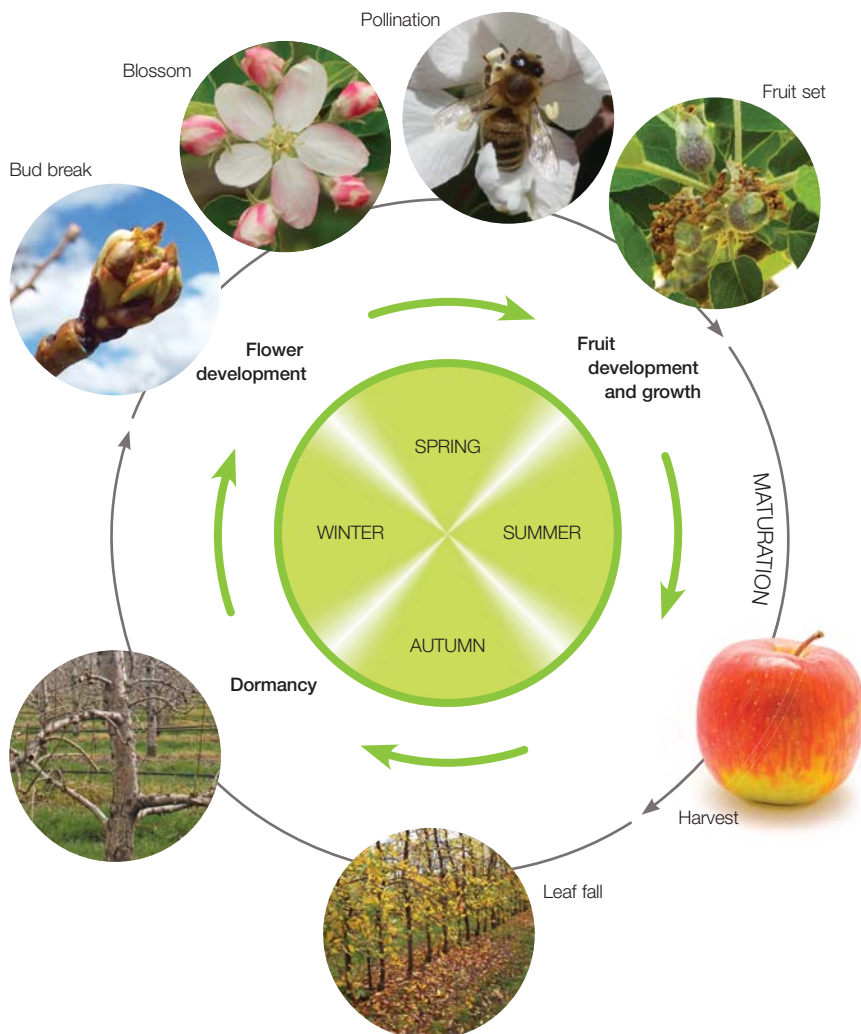 Pollination
Blossom
Fruit set
Bud break
Flower
development
Fruit
development
and growth
SPRING
MATURATION
WINTER
SUMMER
AUTUMN
Dormancy
Harvest
Leaf fall